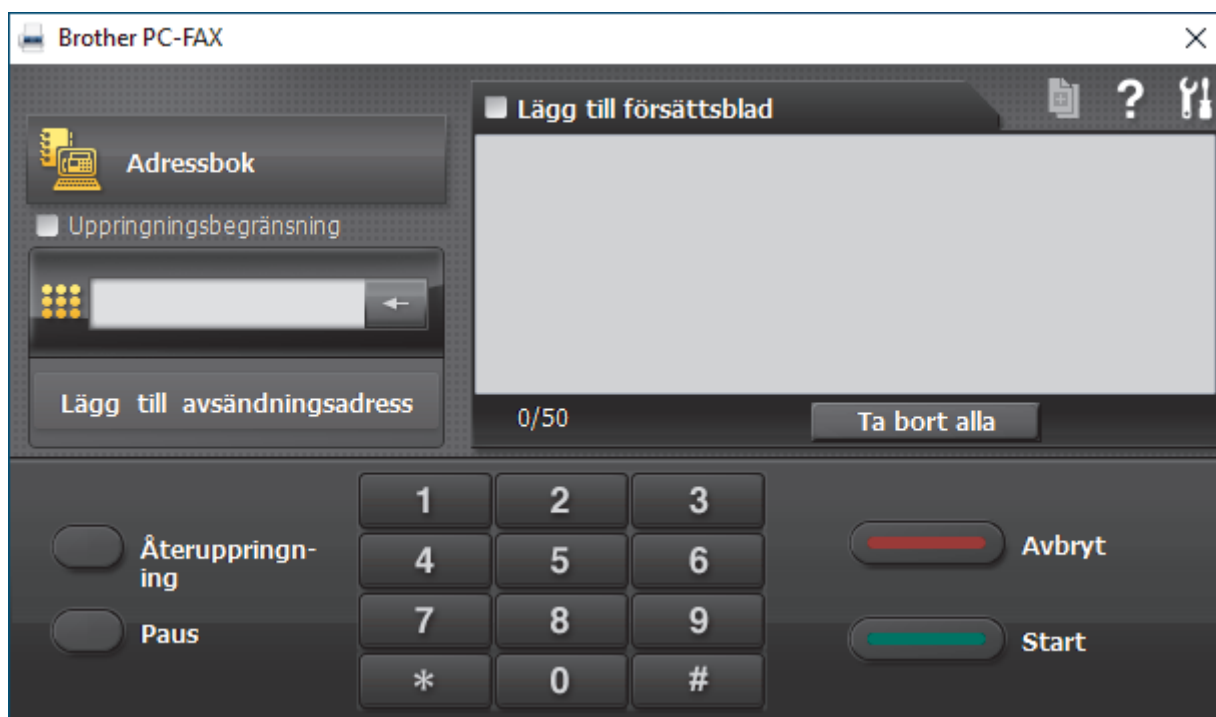 Brother PC-FAX
Lägg till försättsblad
?
Adressbok
Uppringningsbegränsning
Lägg till avsändningsadress
0/50
Ta bort alla
Återuppringn-
ing
Paus
1 2 3
4 5 6
7 8 9
* 0 #
Avbryt
Start